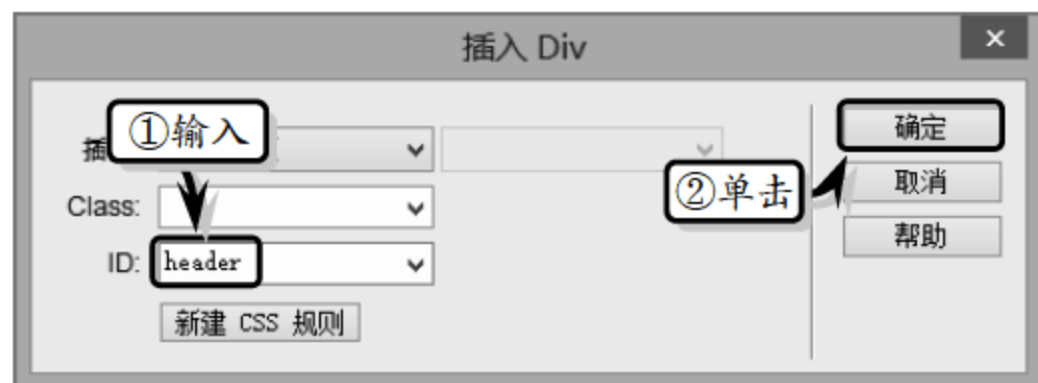 插入 Div
①输入
插
确定
②单击
取消
Class:
帮助
ID: header
新建 CSS 规则